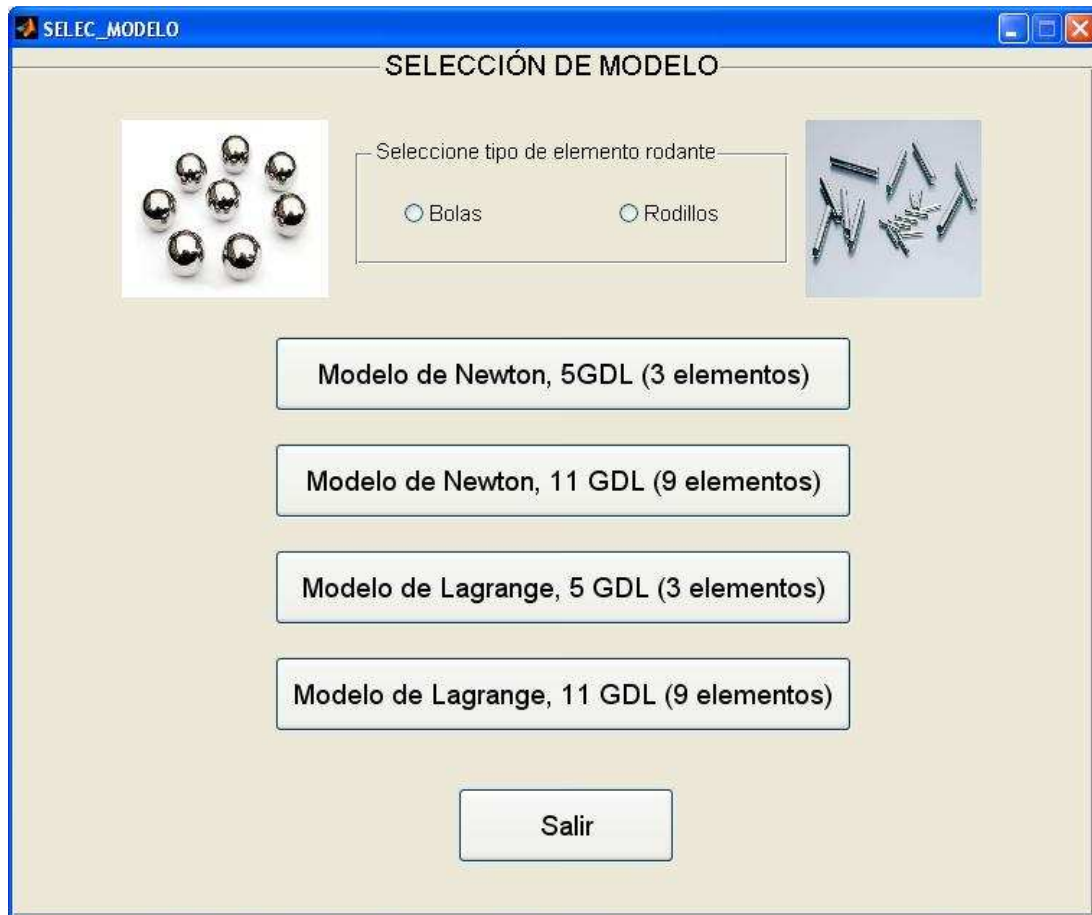 SELEC_MODELO
SELECCIÓN DE MODELO
Seleccione tipo de elemento rodante
Bolas
Rodillos
Modelo de Newton, 5GDL (3 elementos)
Modelo de Newton, 11 GDL (9 elementos)
Modelo de Lagrange, 5 GDL (3 elementos)
Modelo de Lagrange, 11 GDL (9 elementos)
Salir